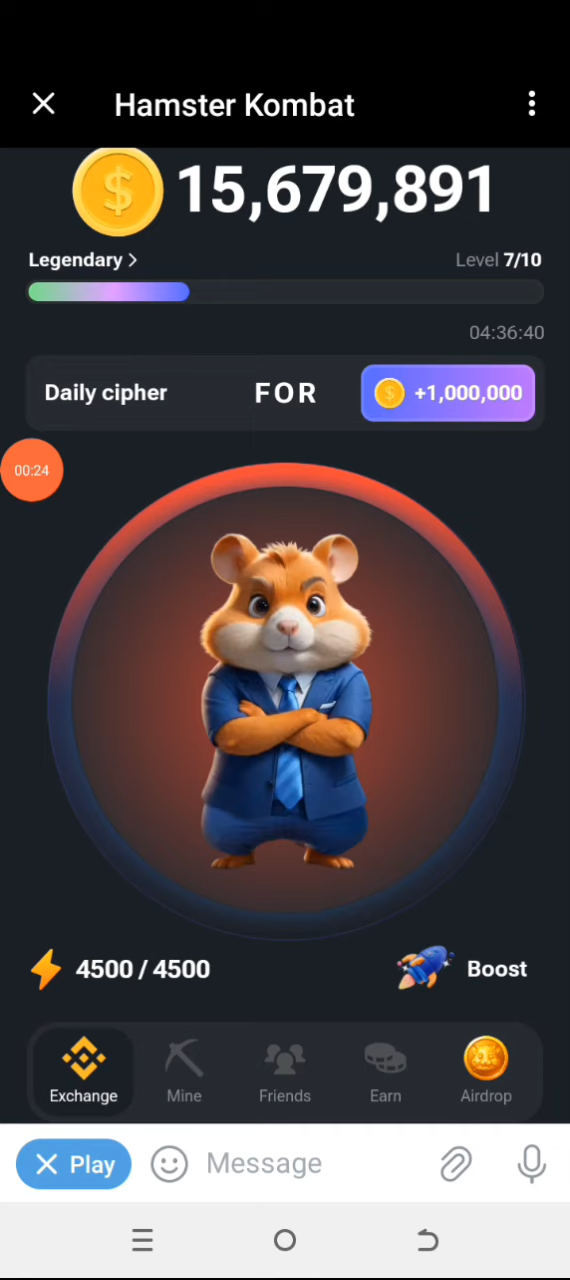 Hamster Kombat
15,679,891
Legendary >
Level 7/10
04:36:40
Daily cipher FOR +1,000,000
00:24
4500 / 4500 Boost
Exchange Mine Friends Earn Airdrop
Play Message